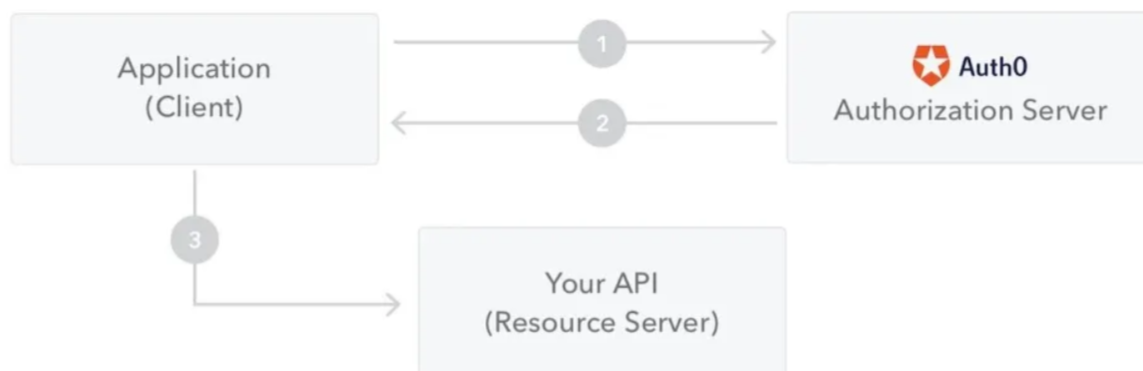 Application
(Client)
1
Auth0
Authorization Server
2
3
Your API
(Resource Server)